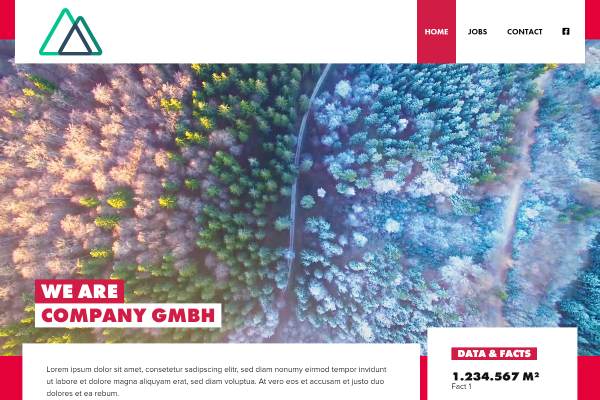 HOME JOBS CONTACT
WE ARE
COMPANY GMBH
Lorem ipsum dolor sit amet, consetetur sadipscing elitr, sed diam nonumy eirmod tempor invidunt
ut labore et dolore magna aliquyam erat, sed diam voluptua. At vero eos et accusam et justo duo
dolores et ea rebum.
DATA & FACTS
1.234.567 M²
Fact 1